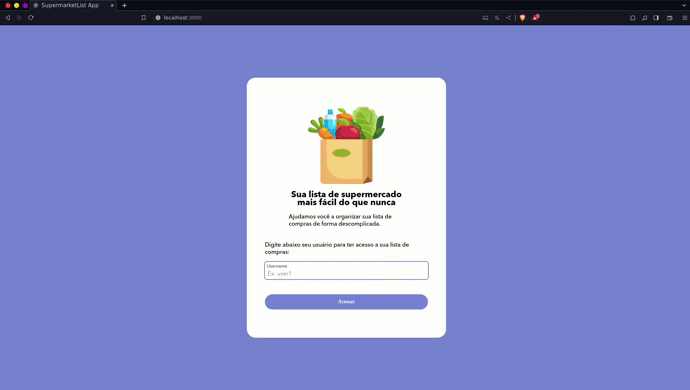 SupermarketList App
localhost:3000
Sua lista de supermercado
mais fácil do que nunca
Ajudamos você a organizar sua lista de
compras de forma descomplicada.
Digite abaixo seu usuário para ter acesso a sua lista de
compras:
Username
Ex: user1
Acessar